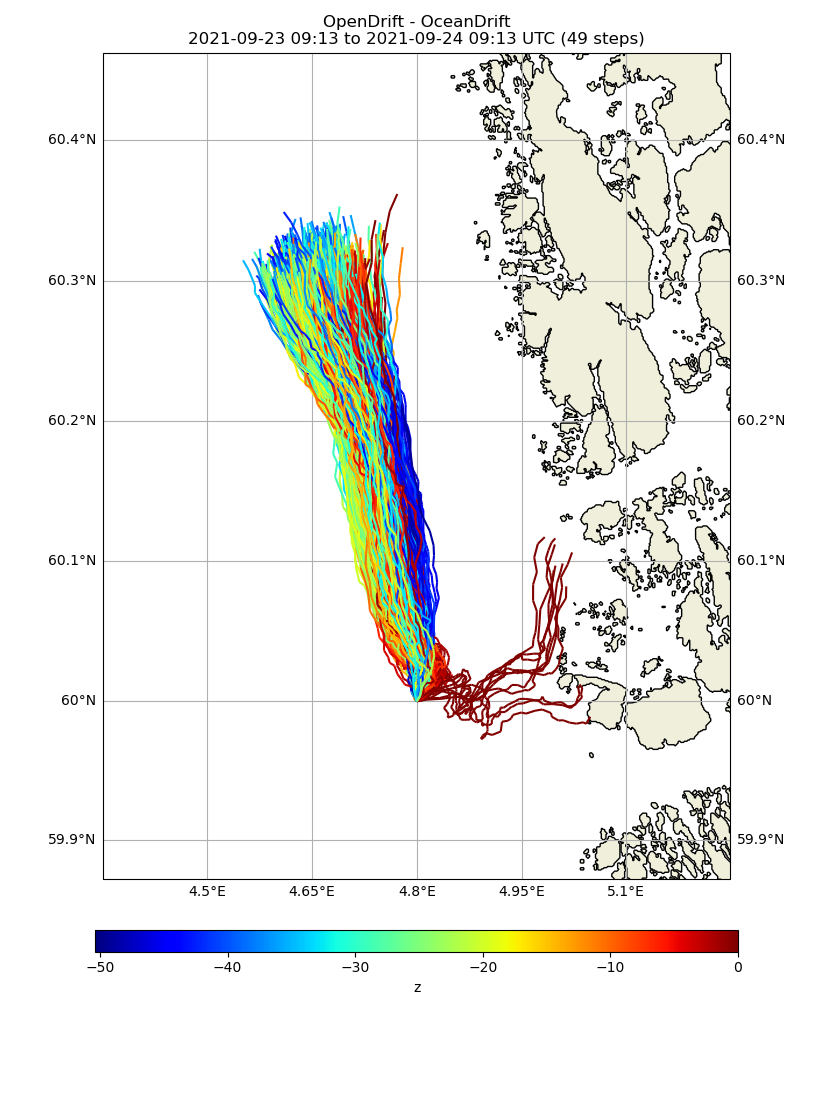 OpenDrift - OceanDrift
2021-09-23 09:13 to 2021-09-24 09:13 UTC (49 steps)
60.4°N 60.4°N
60.3°N 60.3°N
60.2°N 60.2°N
60.1°N 60.1°N
60°N 60°N
59.9°N 59.9°N
4.5°E 4.65°E 4.8°E 4.95°E 5.1°E
−50 −40 −30 −20 −10 0
z